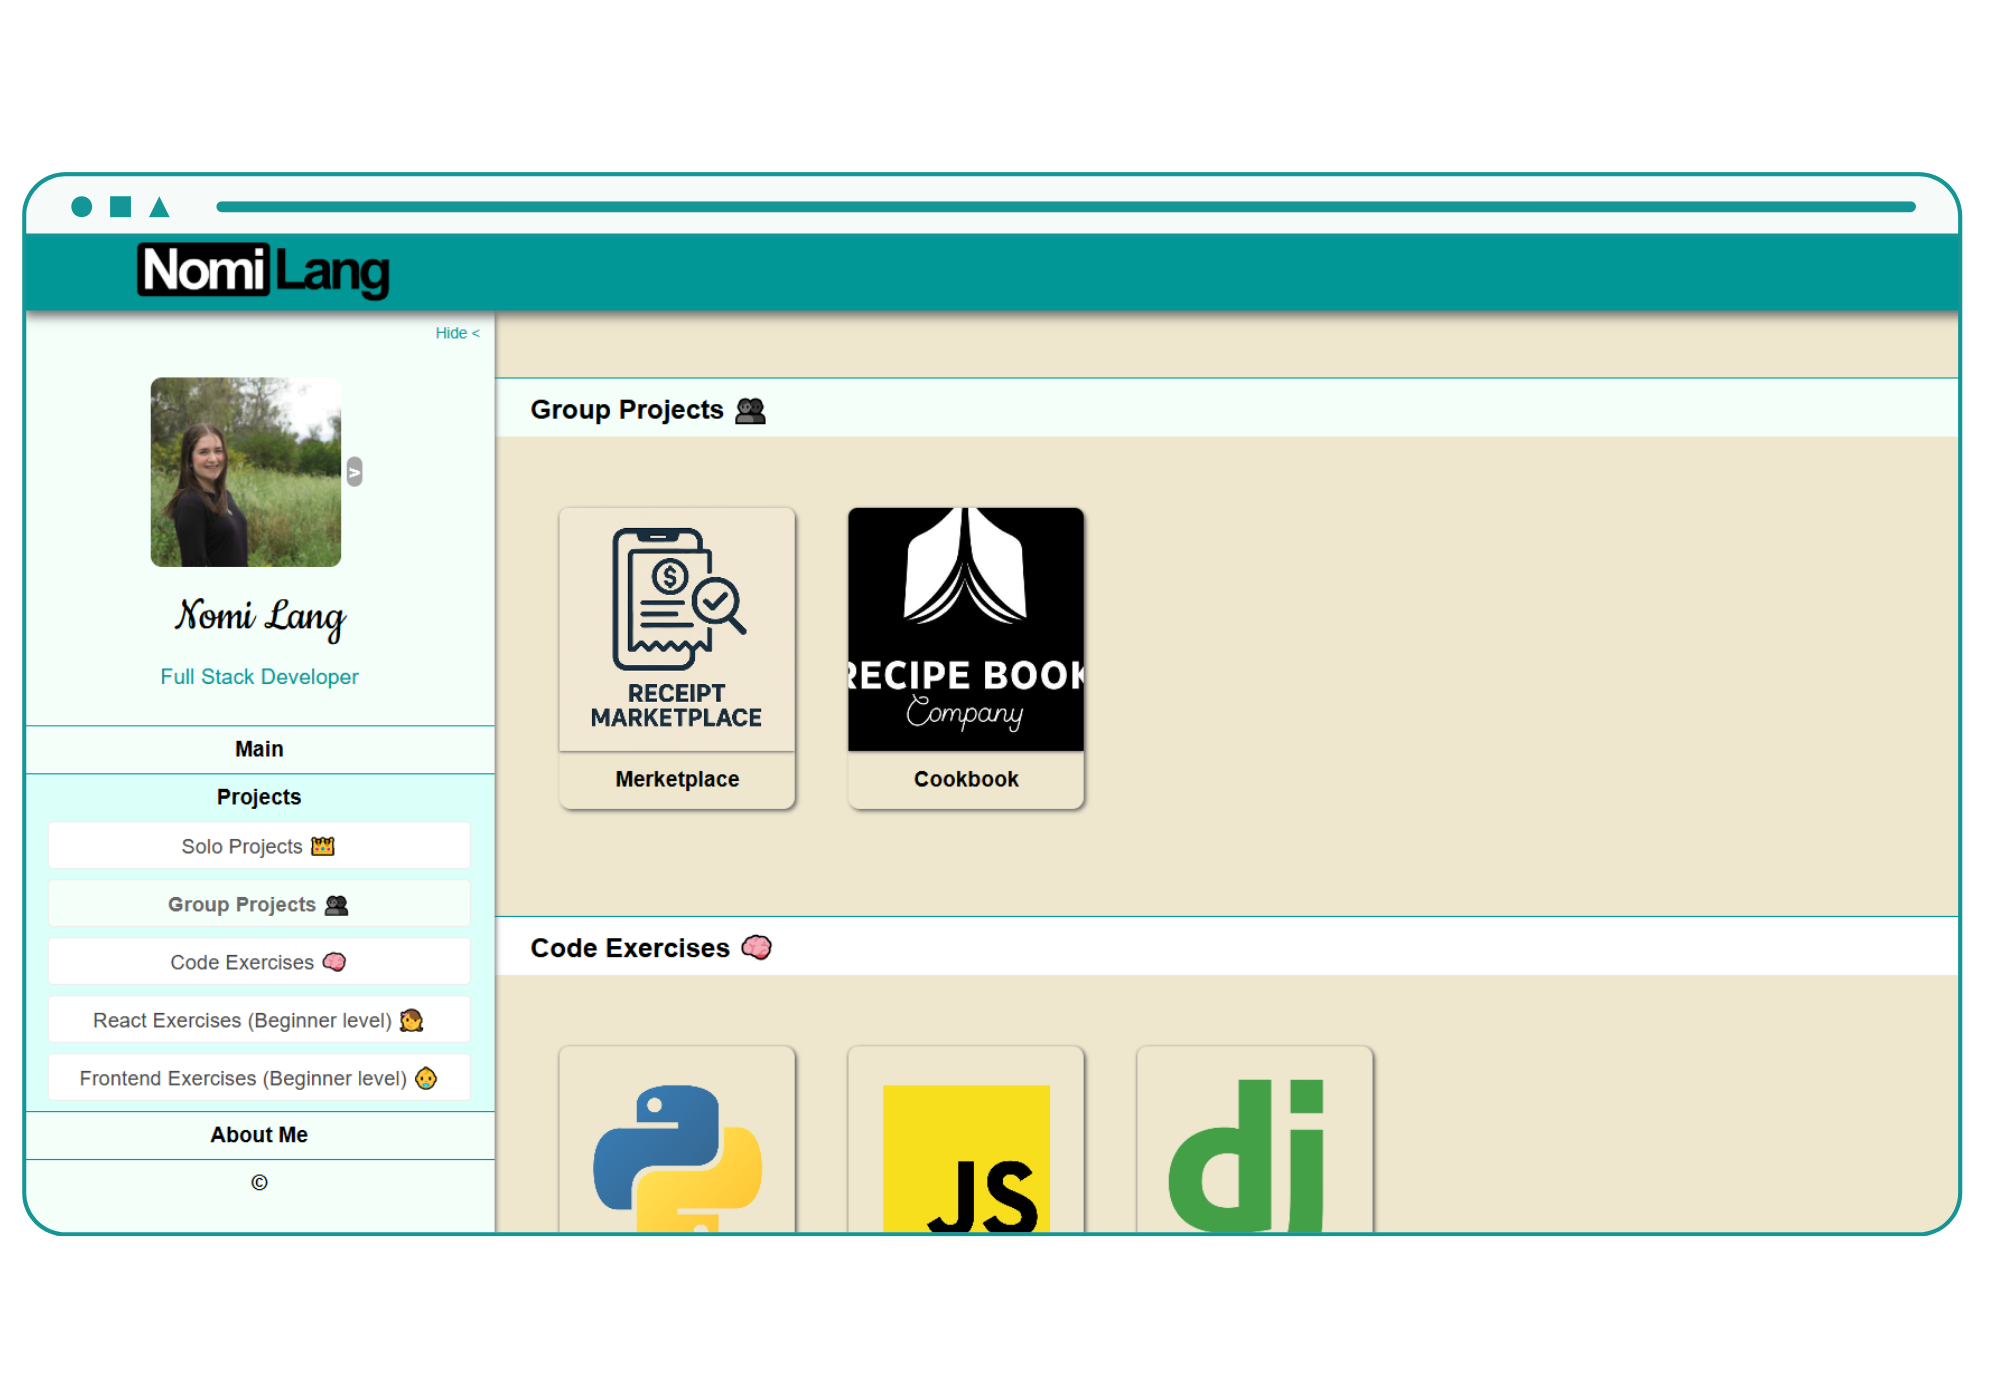 Nomi Lang
Hide <
>
Nomi Lang
Full Stack Developer
Main
Projects
Solo Projects 👑
Group Projects 👥
Code Exercises 🧠
React Exercises (Beginner level) 👧
Frontend Exercises (Beginner level) 👶
About Me
©
Group Projects 👥
$
RECEIPT
MARKETPLACE
Merketplace
RECIPE BOOK
Company
Cookbook
Code Exercises 🧠
JS
dj